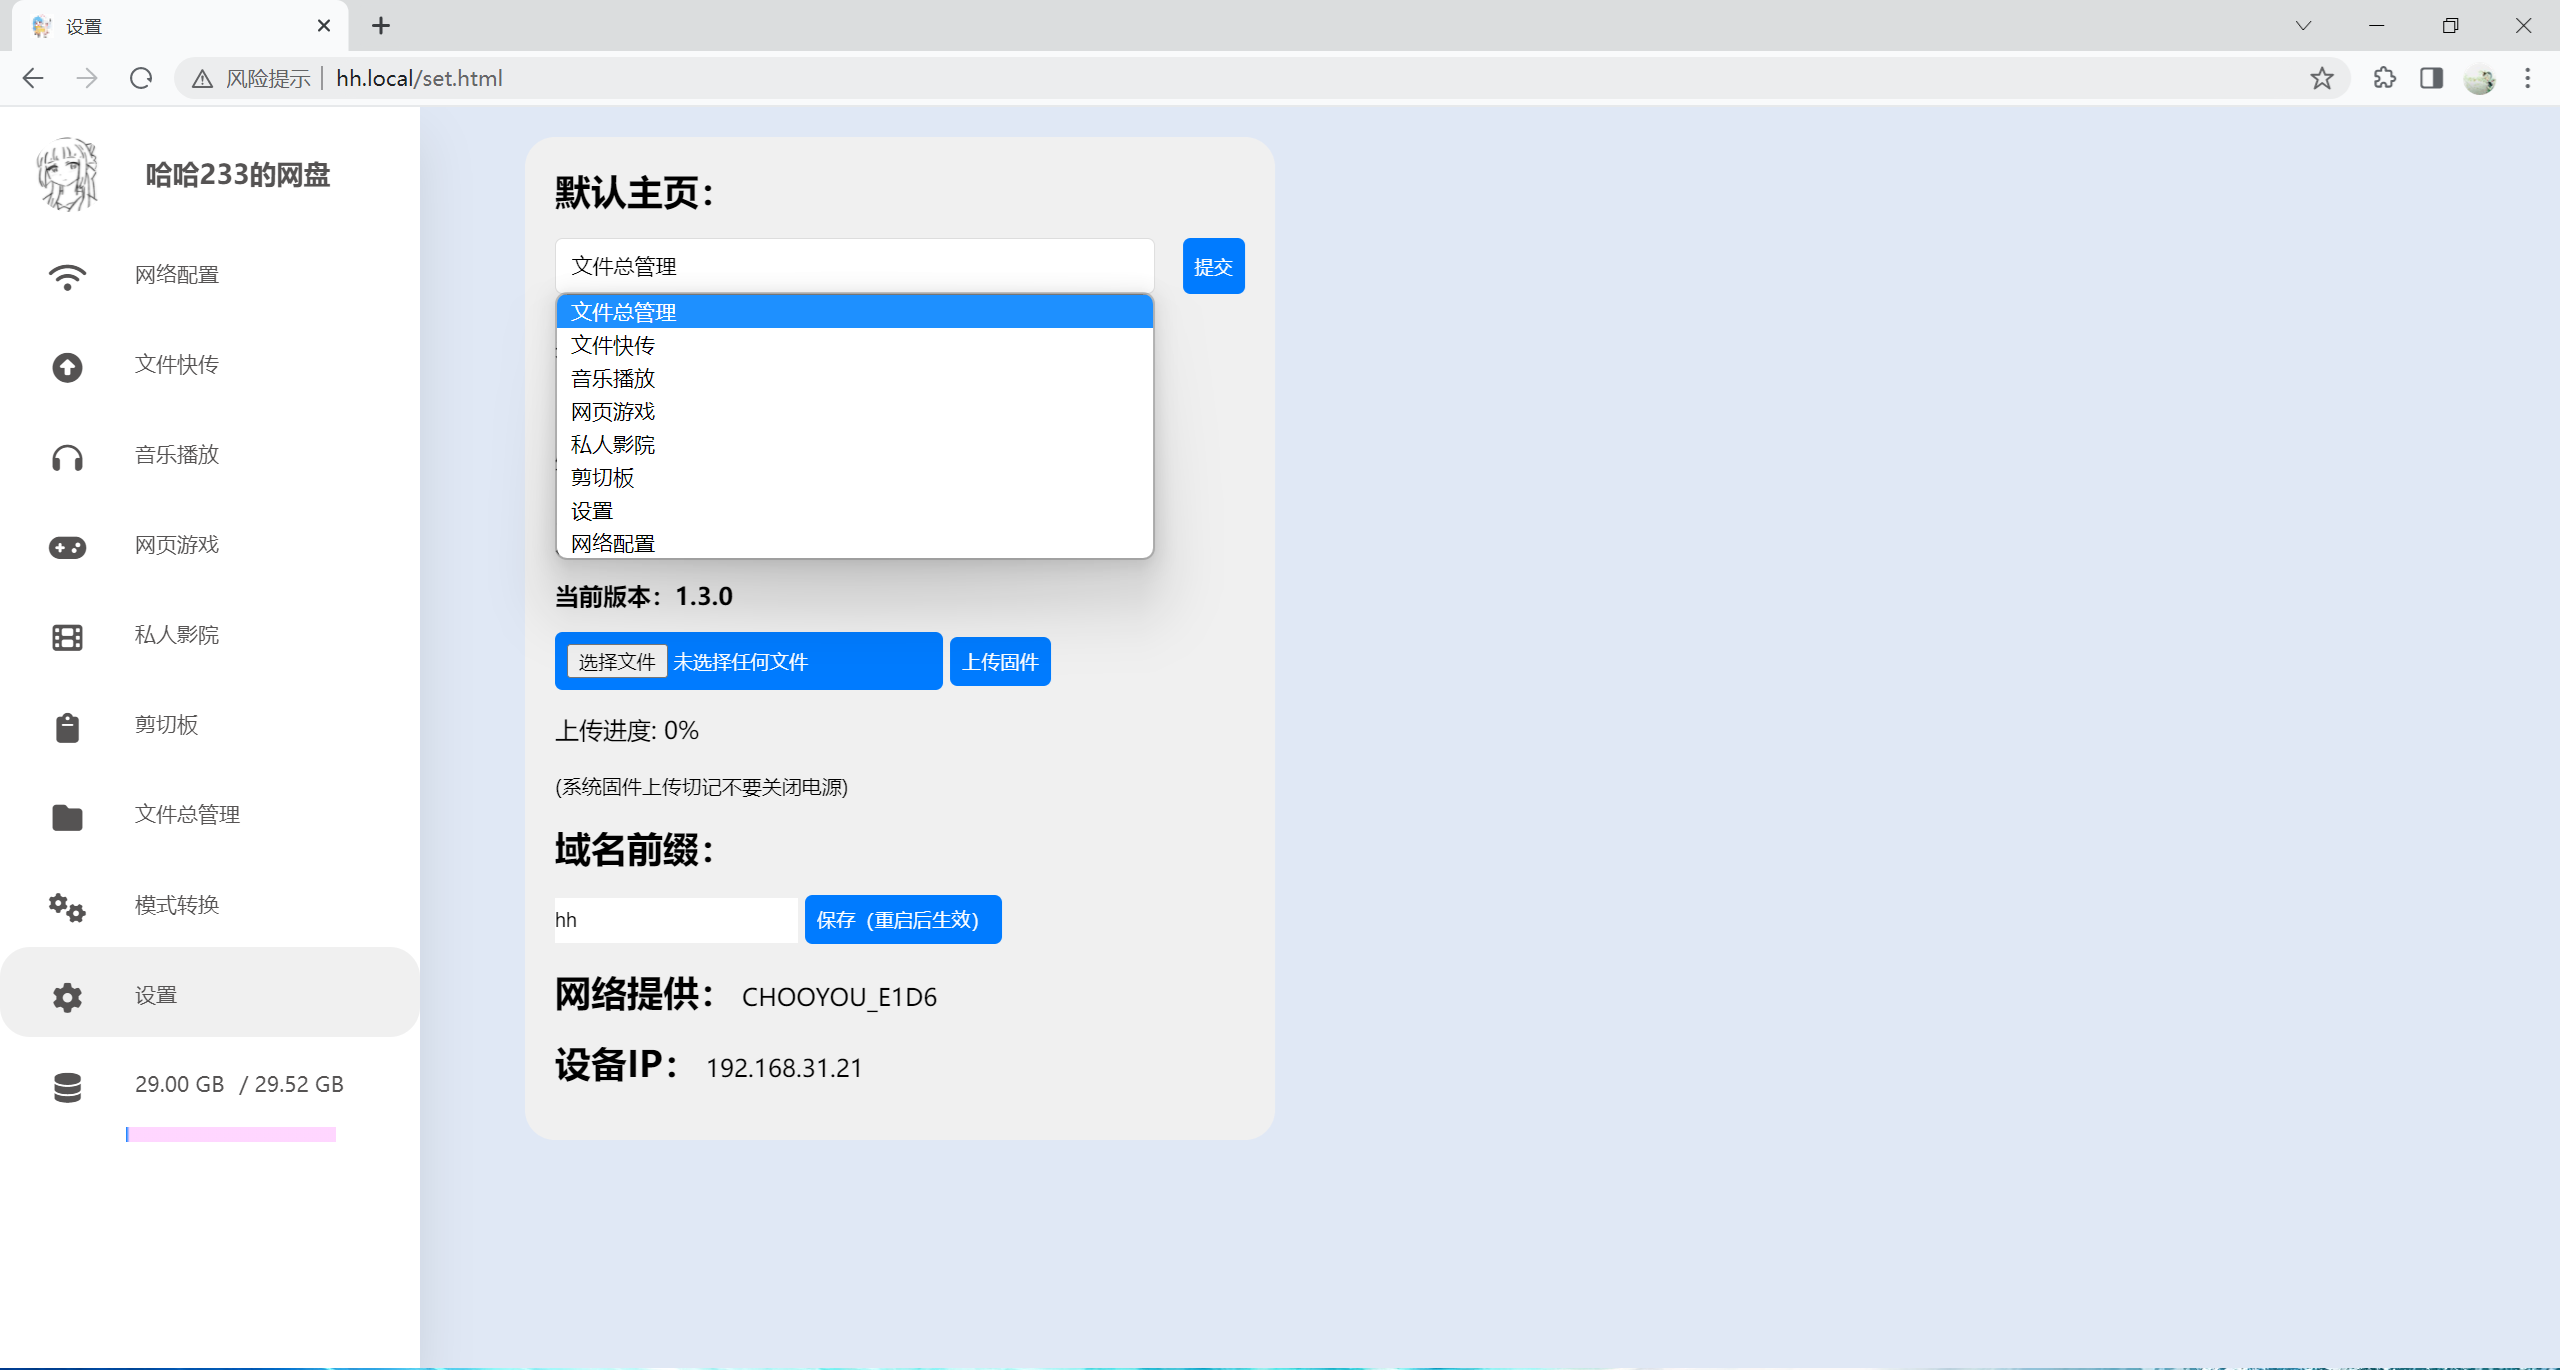 设置
风险提示 hh.local/set.html
哈哈233的网盘
网络配置
文件快传
音乐播放
网页游戏
私人影院
剪切板
文件总管理
模式转换
设置
29.00 GB / 29.52 GB
默认主页：
文件总管理
提交
文件总管理
文件快传
音乐播放
网页游戏
私人影院
剪切板
设置
网络配置
当前版本：1.3.0
选择文件 未选择任何文件 上传固件
上传进度: 0%
(系统固件上传切记不要关闭电源)
域名前缀：
hh 保存（重启后生效）
网络提供： CHOOYOU_E1D6
设备IP： 192.168.31.21